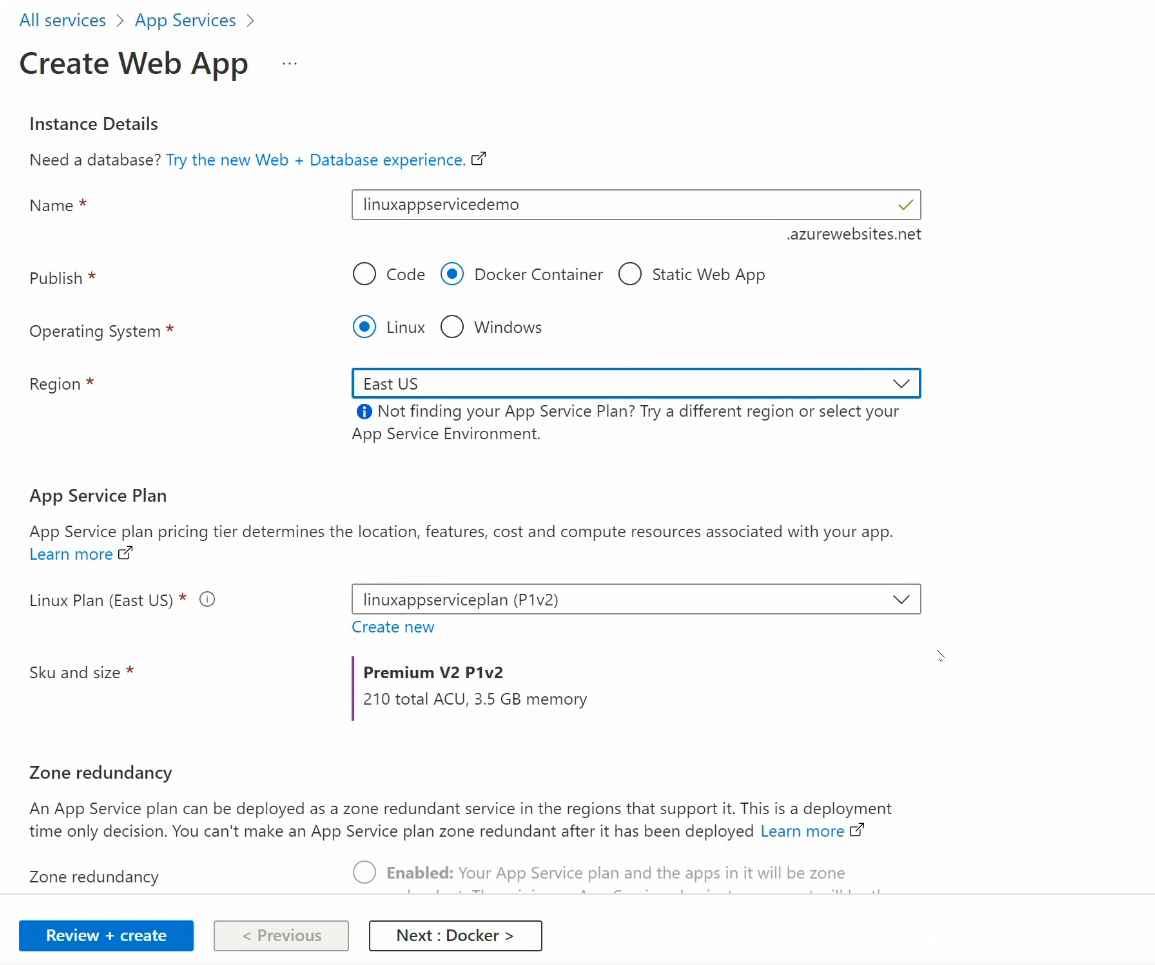 All services > App Services >
Create Web App ...
Instance Details
Need a database? Try the new Web + Database experience.
Name *
linuxappservicedemo
.azurewebsites.net
Publish *
Code Docker Container Static Web App
Operating System *
Linux Windows
Region *
East US
Not finding your App Service Plan? Try a different region or select your
App Service Environment.
App Service Plan
App Service plan pricing tier determines the location, features, cost and compute resources associated with your app.
Learn more
Linux Plan (East US) *
linuxappserviceplan (P1v2)
Create new
Sku and size *
Premium V2 P1v2
210 total ACU, 3.5 GB memory
Zone redundancy
An App Service plan can be deployed as a zone redundant service in the regions that support it. This is a deployment
time only decision. You can't make an App Service plan zone redundant after it has been deployed Learn more
Zone redundancy
Enabled: Your App Service plan and the apps in it will be zone
Review + create
< Previous
Next : Docker >